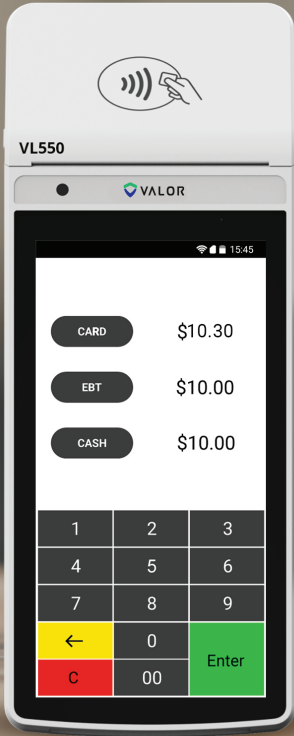 VL550
VALOR
15:45
CARD $10.30
EBT $10.00
CASH $10.00
1 2 3
4 5 6
7 8 9
← 0
Enter
C 00